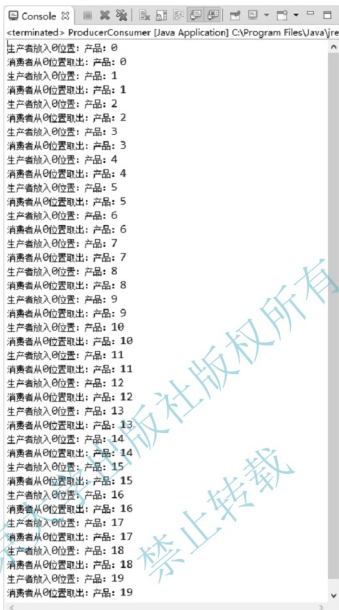 Console
<terminated> ProducerConsumer [Java Application] C:\Program Files\Java\jre
生产者放入0位置: 产品: 0
消费者从0位置取出: 产品: 0
生产者放入0位置: 产品: 1
消费者从0位置取出: 产品: 1
生产者放入0位置: 产品: 2
消费者从0位置取出: 产品: 2
生产者放入0位置: 产品: 3
消费者从0位置取出: 产品: 3
生产者放入0位置: 产品: 4
消费者从0位置取出: 产品: 4
生产者放入0位置: 产品: 5
消费者从0位置取出: 产品: 5
生产者放入0位置: 产品: 6
消费者从0位置取出: 产品: 6
生产者放入0位置: 产品: 7
消费者从0位置取出: 产品: 7
生产者放入0位置: 产品: 8
消费者从0位置取出: 产品: 8
生产者放入0位置: 产品: 9
消费者从0位置取出: 产品: 9
生产者放入0位置: 产品: 10
消费者从0位置取出: 产品: 10
生产者放入0位置: 产品: 11
消费者从0位置取出: 产品: 11
生产者放入0位置: 产品: 12
消费者从0位置取出: 产品: 12
生产者放入0位置: 产品: 13
消费者从0位置取出: 产品: 13
生产者放入0位置: 产品: 14
消费者从0位置取出: 产品: 14
生产者放入0位置: 产品: 15
消费者从0位置取出: 产品: 15
生产者放入0位置: 产品: 16
消费者从0位置取出: 产品: 16
生产者放入0位置: 产品: 17
消费者从0位置取出: 产品: 17
生产者放入0位置: 产品: 18
消费者从0位置取出: 产品: 18
生产者放入0位置: 产品: 19
消费者从0位置取出: 产品: 19
大学出版社版权所有
禁止转载